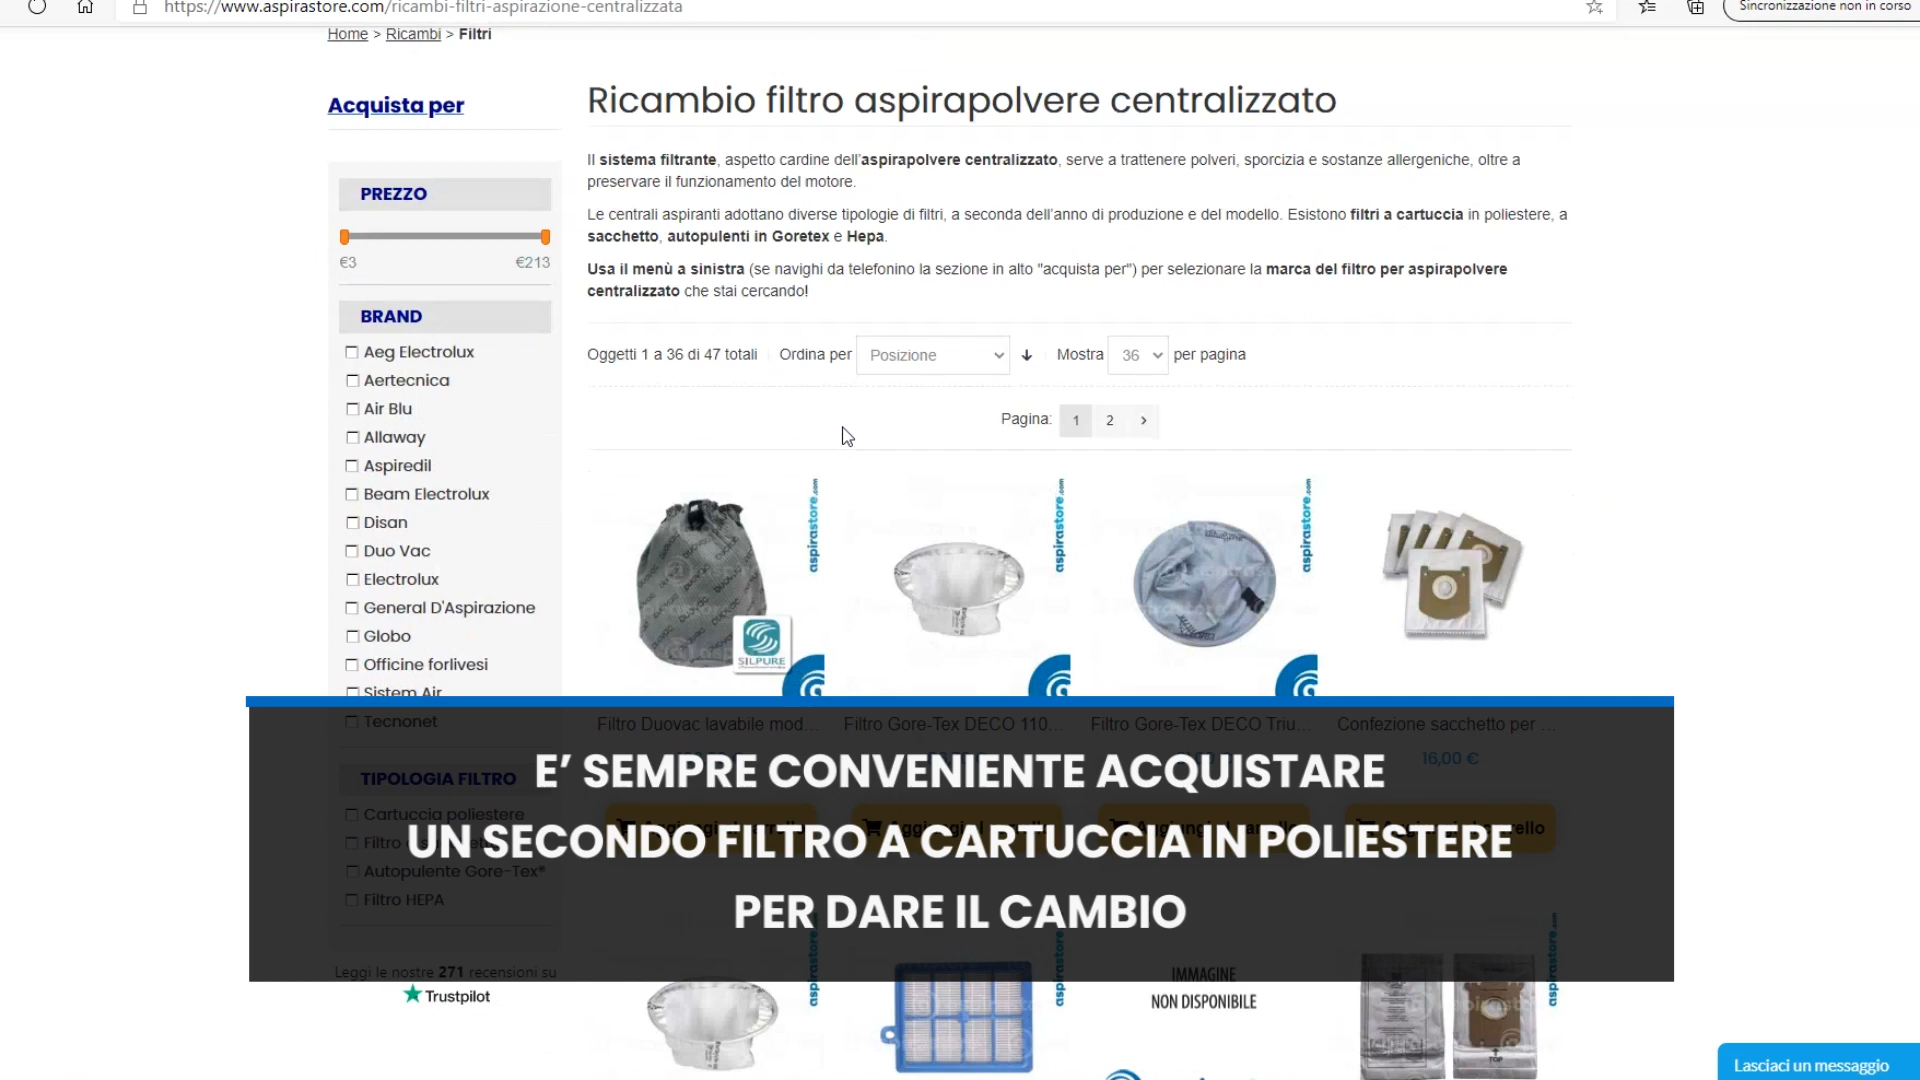 https://www.aspirastore.com/ricambi-filtri-aspirazione-centralizzata
Sincronizzazione non in corso
Home > Ricambi > Filtri
Acquista per
Ricambio filtro aspirapolvere centralizzato
Il sistema filtrante, aspetto cardine dell'aspirapolvere centralizzato, serve a trattenere polveri, sporcizia e sostanze allergeniche, oltre a
preservare il funzionamento del motore.
Le centrali aspiranti adottano diverse tipologie di filtri, a seconda dell'anno di produzione e del modello. Esistono filtri a cartuccia in poliestere, a
sacchetto, autopulenti in Goretex e Hepa.
Usa il menù a sinistra (se navighi da telefonino la sezione in alto "acquista per") per selezionare la marca del filtro per aspirapolvere
centralizzato che stai cercando!
PREZZO
€3 €213
BRAND
Aeg Electrolux
Aertecnica
Air Blu
Allaway
Aspiredil
Beam Electrolux
Disan
Duo Vac
Electrolux
General D'Aspirazione
Globo
Officine forlivesi
Sistem Air
Tecnonet
TIPOLOGIA FILTRO
Cartuccia poliestere
Filtro
Autopulente Gore-Tex®
Filtro HEPA
Leggi le nostre 271 recensioni su
Trustpilot
Oggetti 1 a 36 di 47 totali Ordina per Posizione Mostra 36 per pagina
Pagina: 1 2 >
aspirastore.com
aspirastore.com
aspirastore.com
SILPURE
Filtro Duovac lavabile mod... Filtro Gore-Tex DECO 110... Filtro Gore-Tex DECO Triu... Confezione sacchetto per ...
16,00 €
E' SEMPRE CONVENIENTE ACQUISTARE
UN SECONDO FILTRO A CARTUCCIA IN POLIESTERE
PER DARE IL CAMBIO
IMMAGINE
NON DISPONIBILE
TOP
Lasciaci un messaggio